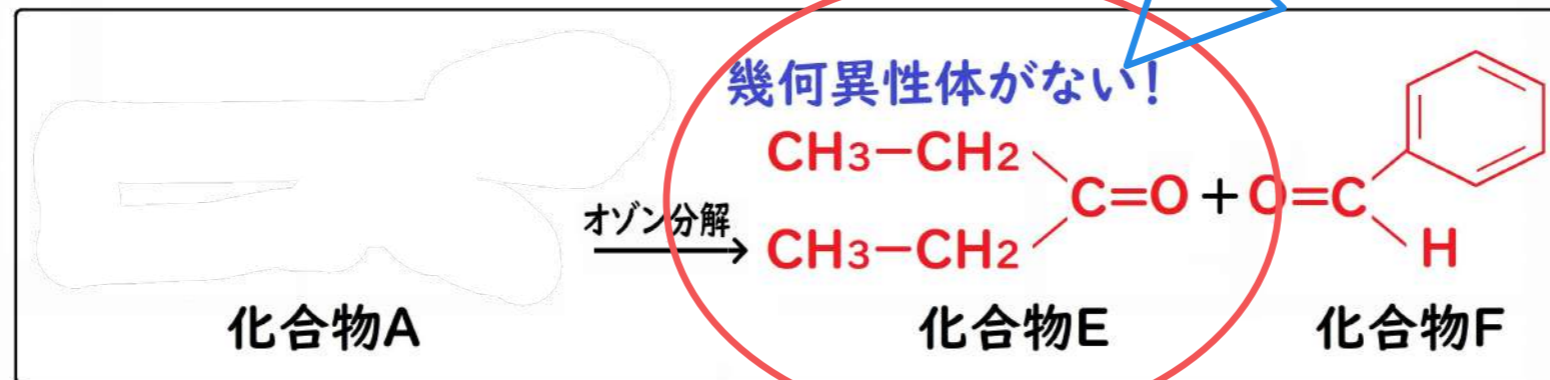 幾何異性体がない!
CH3-CH2
C=O+O=C
オゾン分解
CH3-CH2
H
化合物A
化合物E
化合物F